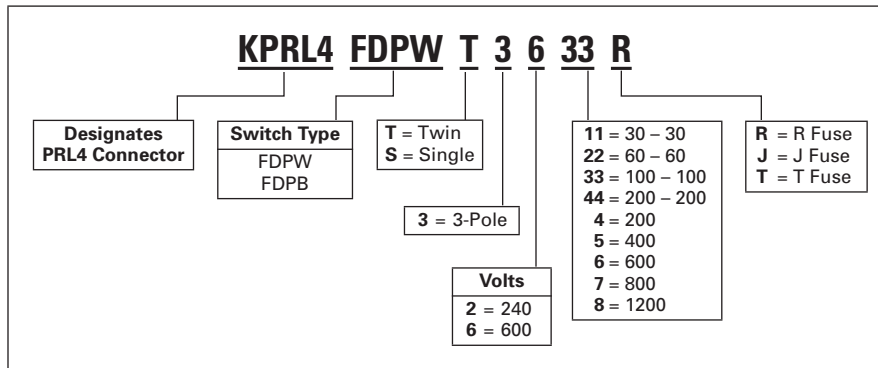 KPRL4 FDPW T 3 6 33 R
Designates
PRL4 Connector
Switch Type
FDPW
FDPB
T = Twin
S = Single
3 = 3-Pole
Volts
2 = 240
6 = 600
11 = 30 – 30
22 = 60 – 60
33 = 100 – 100
44 = 200 – 200
4 = 200
5 = 400
6 = 600
7 = 800
8 = 1200
R = R Fuse
J = J Fuse
T = T Fuse